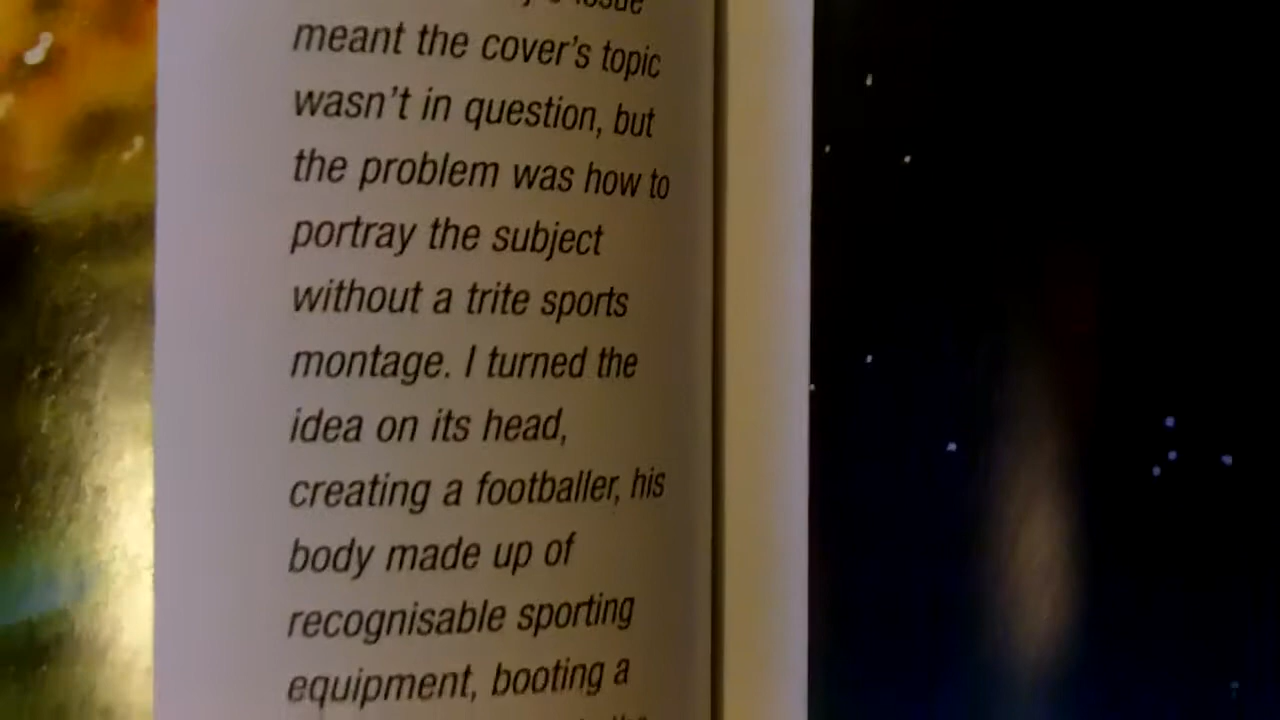 issue
meant the cover's topic
wasn't in question, but
the problem was how to
portray the subject
without a trite sports
montage. I turned the
idea on its head,
creating a footballer, his
body made up of
recognisable sporting
equipment, booting a